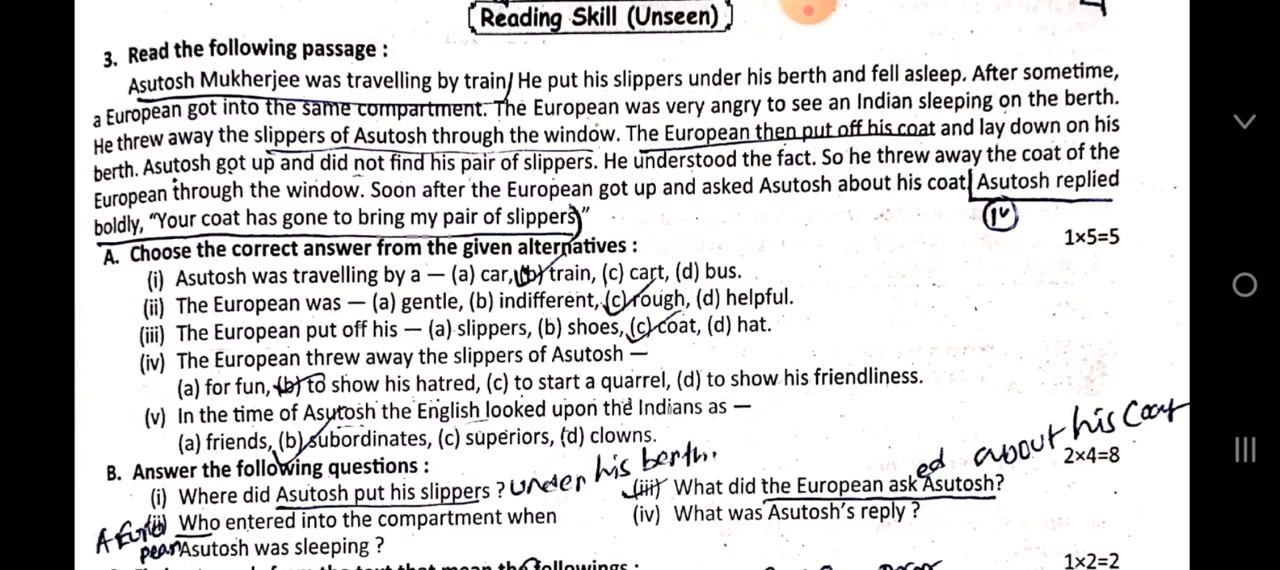 Reading Skill (Unseen)
3. Read the following passage :
Asutosh Mukherjee was travelling by train/ He put his slippers under his berth and fell asleep. After sometime,
a European got into the same compartment. The European was very angry to see an Indian sleeping on the berth.
He threw away the slippers of Asutosh through the window. The European then put off his coat and lay down on his
berth. Asutosh got up and did not find his pair of slippers. He understood the fact. So he threw away the coat of the
European through the window. Soon after the European got up and asked Asutosh about his coat. Asutosh replied
boldly, "Your coat has gone to bring my pair of slippers"
iv
A. Choose the correct answer from the given alternatives : 1×5=5
(i) Asutosh was travelling by a — (a) car, (b) train, (c) cart, (d) bus.
(ii) The European was — (a) gentle, (b) indifferent, (c) rough, (d) helpful.
(iii) The European put off his — (a) slippers, (b) shoes, (c) coat, (d) hat.
(iv) The European threw away the slippers of Asutosh —
(a) for fun, (b) to show his hatred, (c) to start a quarrel, (d) to show his friendliness.
(v) In the time of Asutosh the English looked upon the Indians as —
(a) friends, (b) subordinates, (c) superiors, (d) clowns.
B. Answer the following questions : 2×4=8
(i) Where did Asutosh put his slippers ? under his berth.
(iii) What did the European ask Asutosh? ed about his coat
(ii) Who entered into the compartment when
Asutosh was sleeping ?
A Euro
pean
(iv) What was Asutosh's reply ?
1×2=2